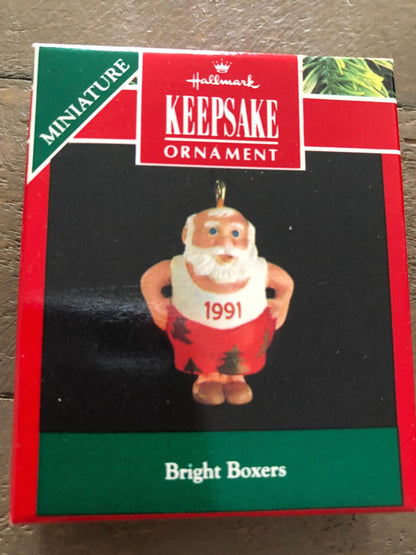 MINIATURE
Hallmark
KEEPSAKE
ORNAMENT
1991
Bright Boxers